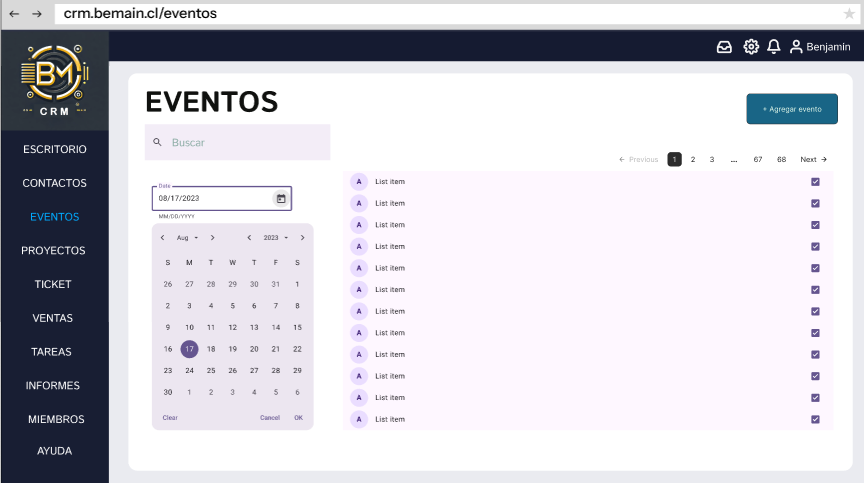 crm.bemain.cl/eventos
BM
CRM
Benjamin
ESCRITORIO
CONTACTOS
EVENTOS
PROYECTOS
TICKET
VENTAS
TAREAS
INFORMES
MIEMBROS
AYUDA
EVENTOS
+ Agregar evento
Buscar
← Previous 1 2 3 ... 67 68 Next →
Date
08/17/2023
MM/DD/YYYY
Aug 2023
S M T W T F S
26 27 28 29 30 31 1
2 3 4 5 6 7 8
9 10 11 12 13 14 15
16 17 18 19 20 21 22
23 24 25 26 27 28 29
30 1 2 3 4 5 6
Clear Cancel OK
A List item
A List item
A List item
A List item
A List item
A List item
A List item
A List item
A List item
A List item
A List item
A List item